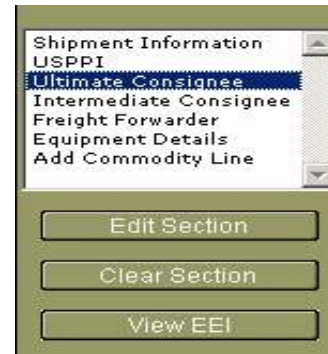 Shipment Information
USPPI
Ultimate Consignee
Intermediate Consignee
Freight Forwarder
Equipment Details
Add Commodity Line
Edit Section
Clear Section
View EEI